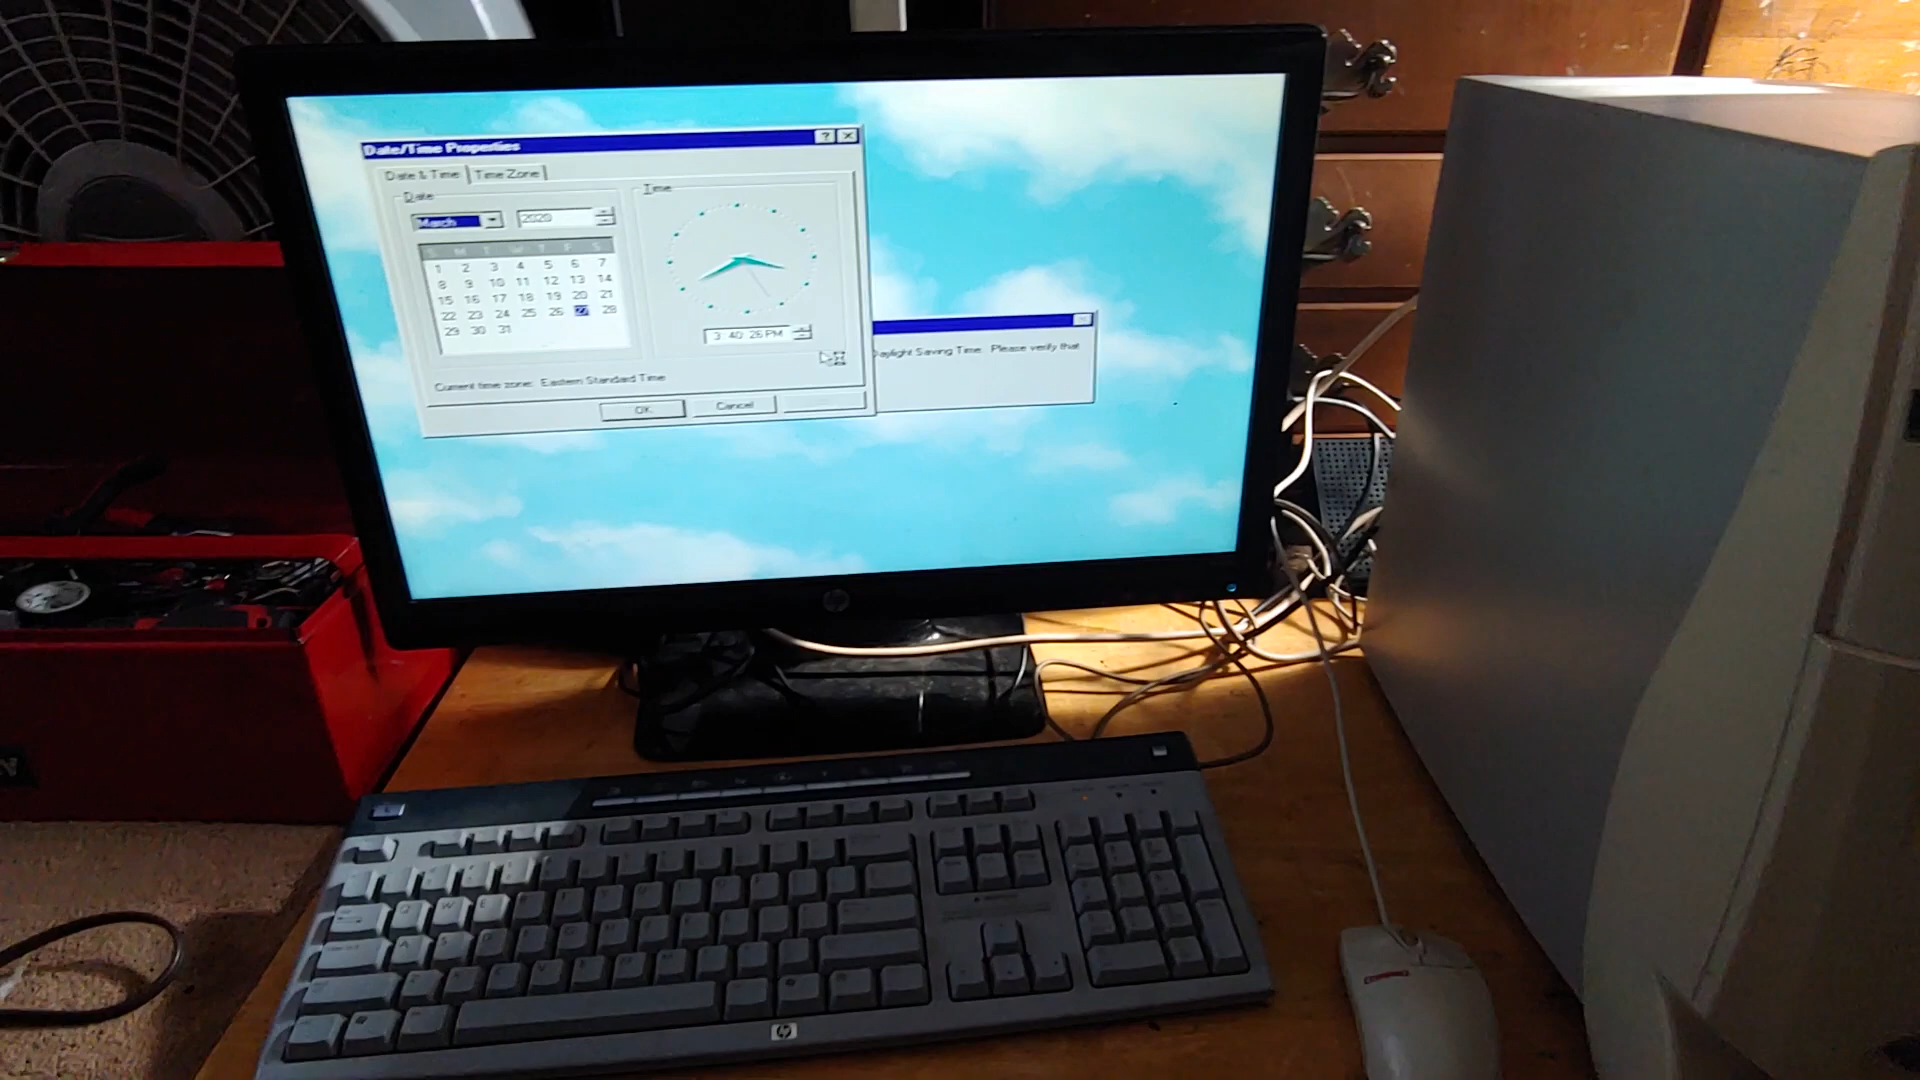 Date/Time Properties
Date & Time Time Zone
Date
Time
March 2020
S M T W T F S
1 2 3 4 5 6 7
8 9 10 11 12 13 14
15 16 17 18 19 20 21
22 23 24 25 26 27 28
29 30 31
3:40:26 PM
Current time zone: Eastern Standard Time
OK Cancel
Daylight Saving Time. Please verify that
hp
Q W E
A S
hp
N